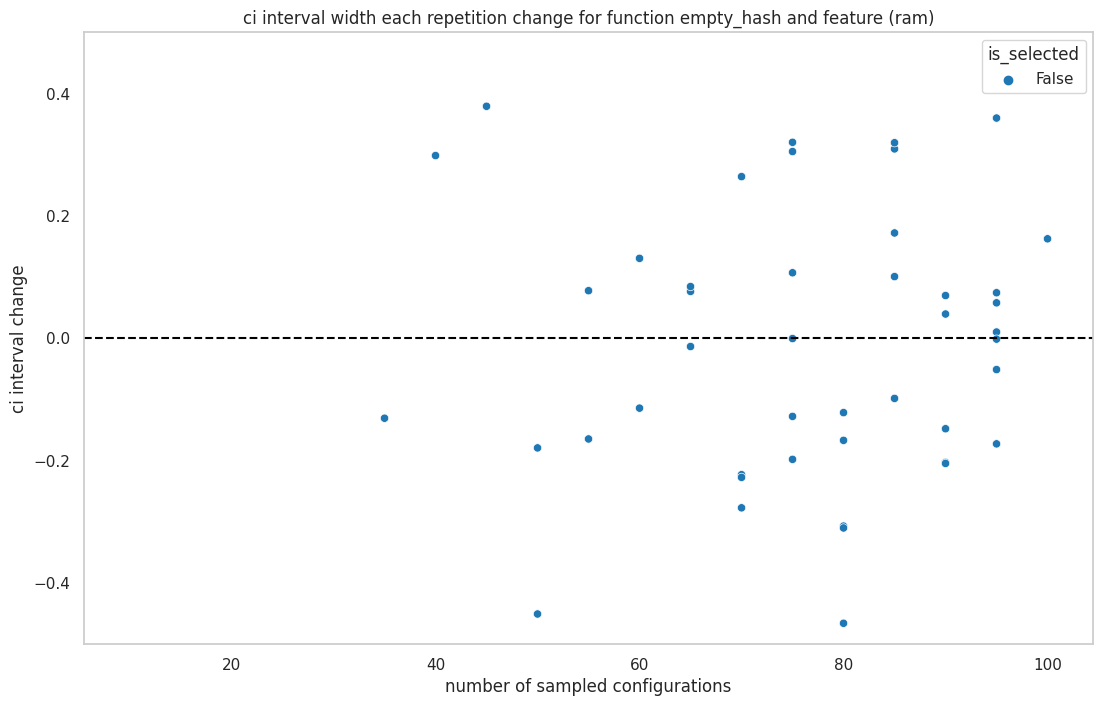 ci interval width each repetition change for function empty_hash and feature (ram)
is_selected
False
ci interval change
0.4
0.2
0.0
−0.2
−0.4
20 40 60 80 100
number of sampled configurations